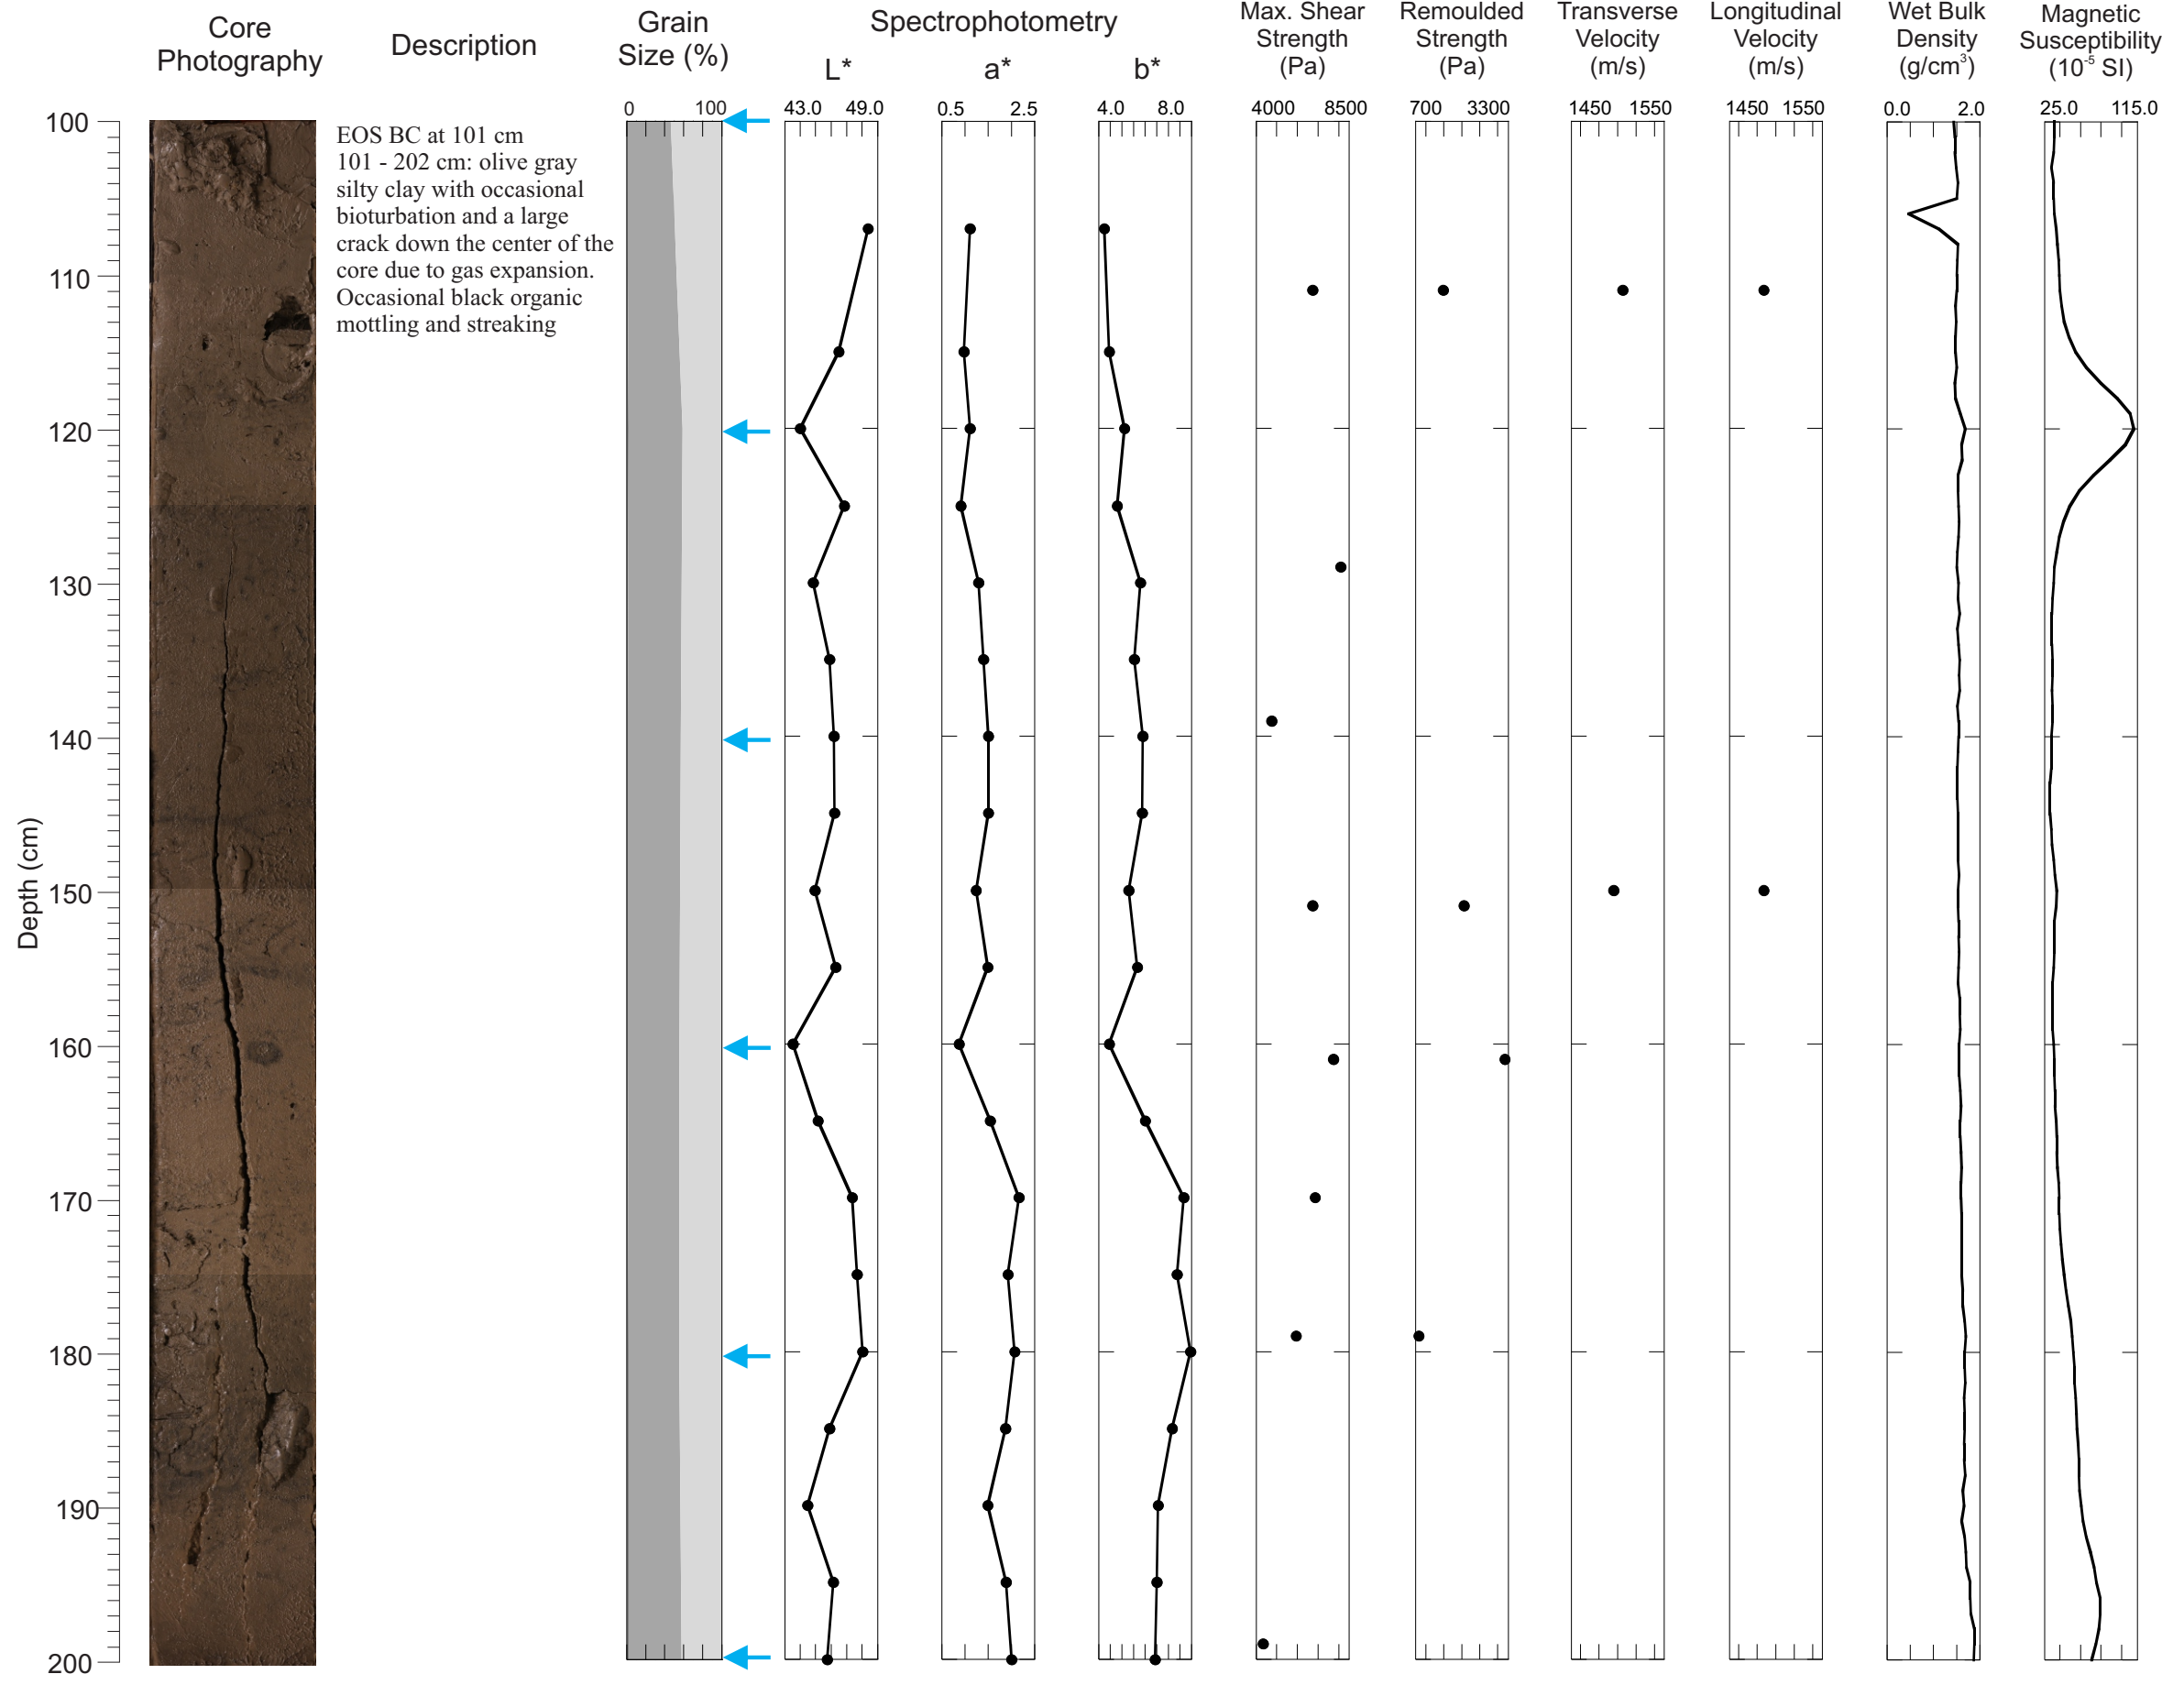 Core
Photography
Description
Grain
Size (%)
Spectrophotometry
L*
a*
b*
Max. Shear
Strength
(Pa)
Remoulded
Strength
(Pa)
Transverse
Velocity
(m/s)
Longitudinal
Velocity
(m/s)
Wet Bulk
Density
(g/cm³)
Magnetic
Susceptibility
(10⁻⁵ SI)
0 100
43.0 49.0
0.5 2.5
4.0 8.0
4000 8500
700 3300
1450 1550
1450 1550
0.0 2.0
25.0 115.0
EOS BC at 101 cm
101 - 202 cm: olive gray
silty clay with occasional
bioturbation and a large
crack down the center of the
core due to gas expansion.
Occasional black organic
mottling and streaking
Depth (cm)
100
110
120
130
140
150
160
170
180
190
200